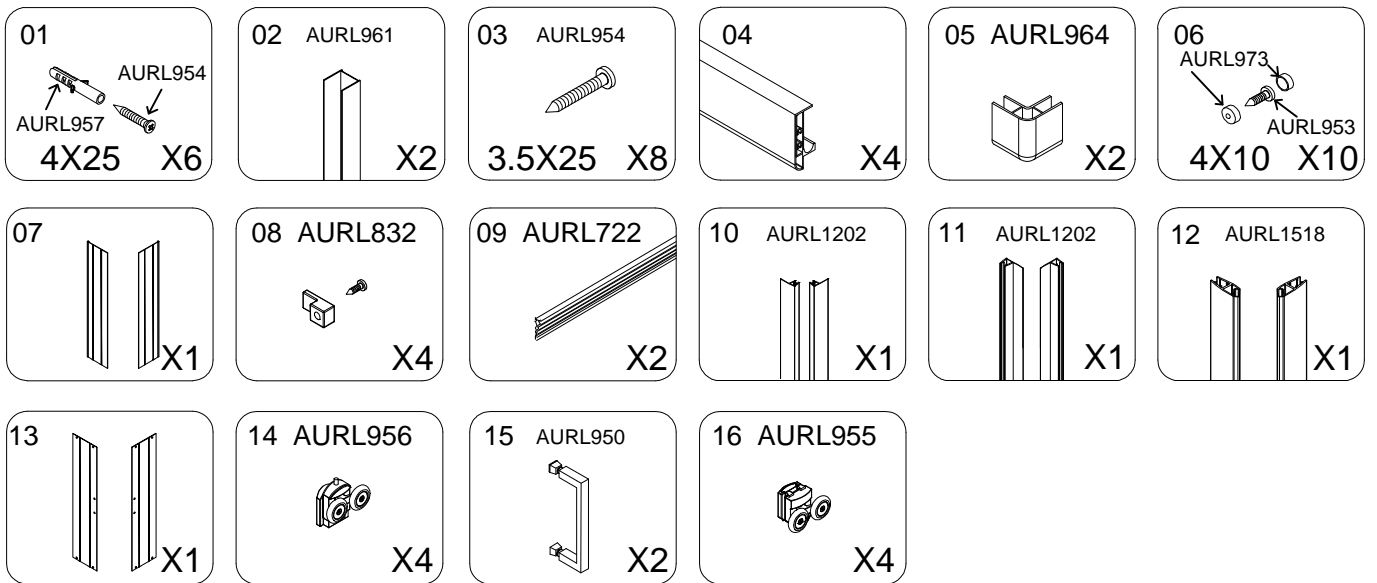 01
AURL954
AURL957
4X25 X6
02 AURL961
X2
03 AURL954
3.5X25 X8
04
X4
05 AURL964
X2
06
AURL973
AURL953
4X10 X10
07
X1
08 AURL832
X4
09 AURL722
X2
10 AURL1202
X1
11 AURL1202
X1
12 AURL1518
X1
13
X1
14 AURL956
X4
15 AURL950
X2
16 AURL955
X4